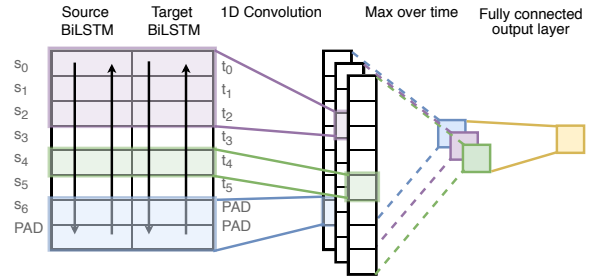 Source BiLSTM
Target BiLSTM
1D Convolution
Max over time
Fully connected output layer
s0
s1
s2
s3
s4
s5
s6
PAD
t0
t1
t2
t3
t4
t5
PAD
PAD